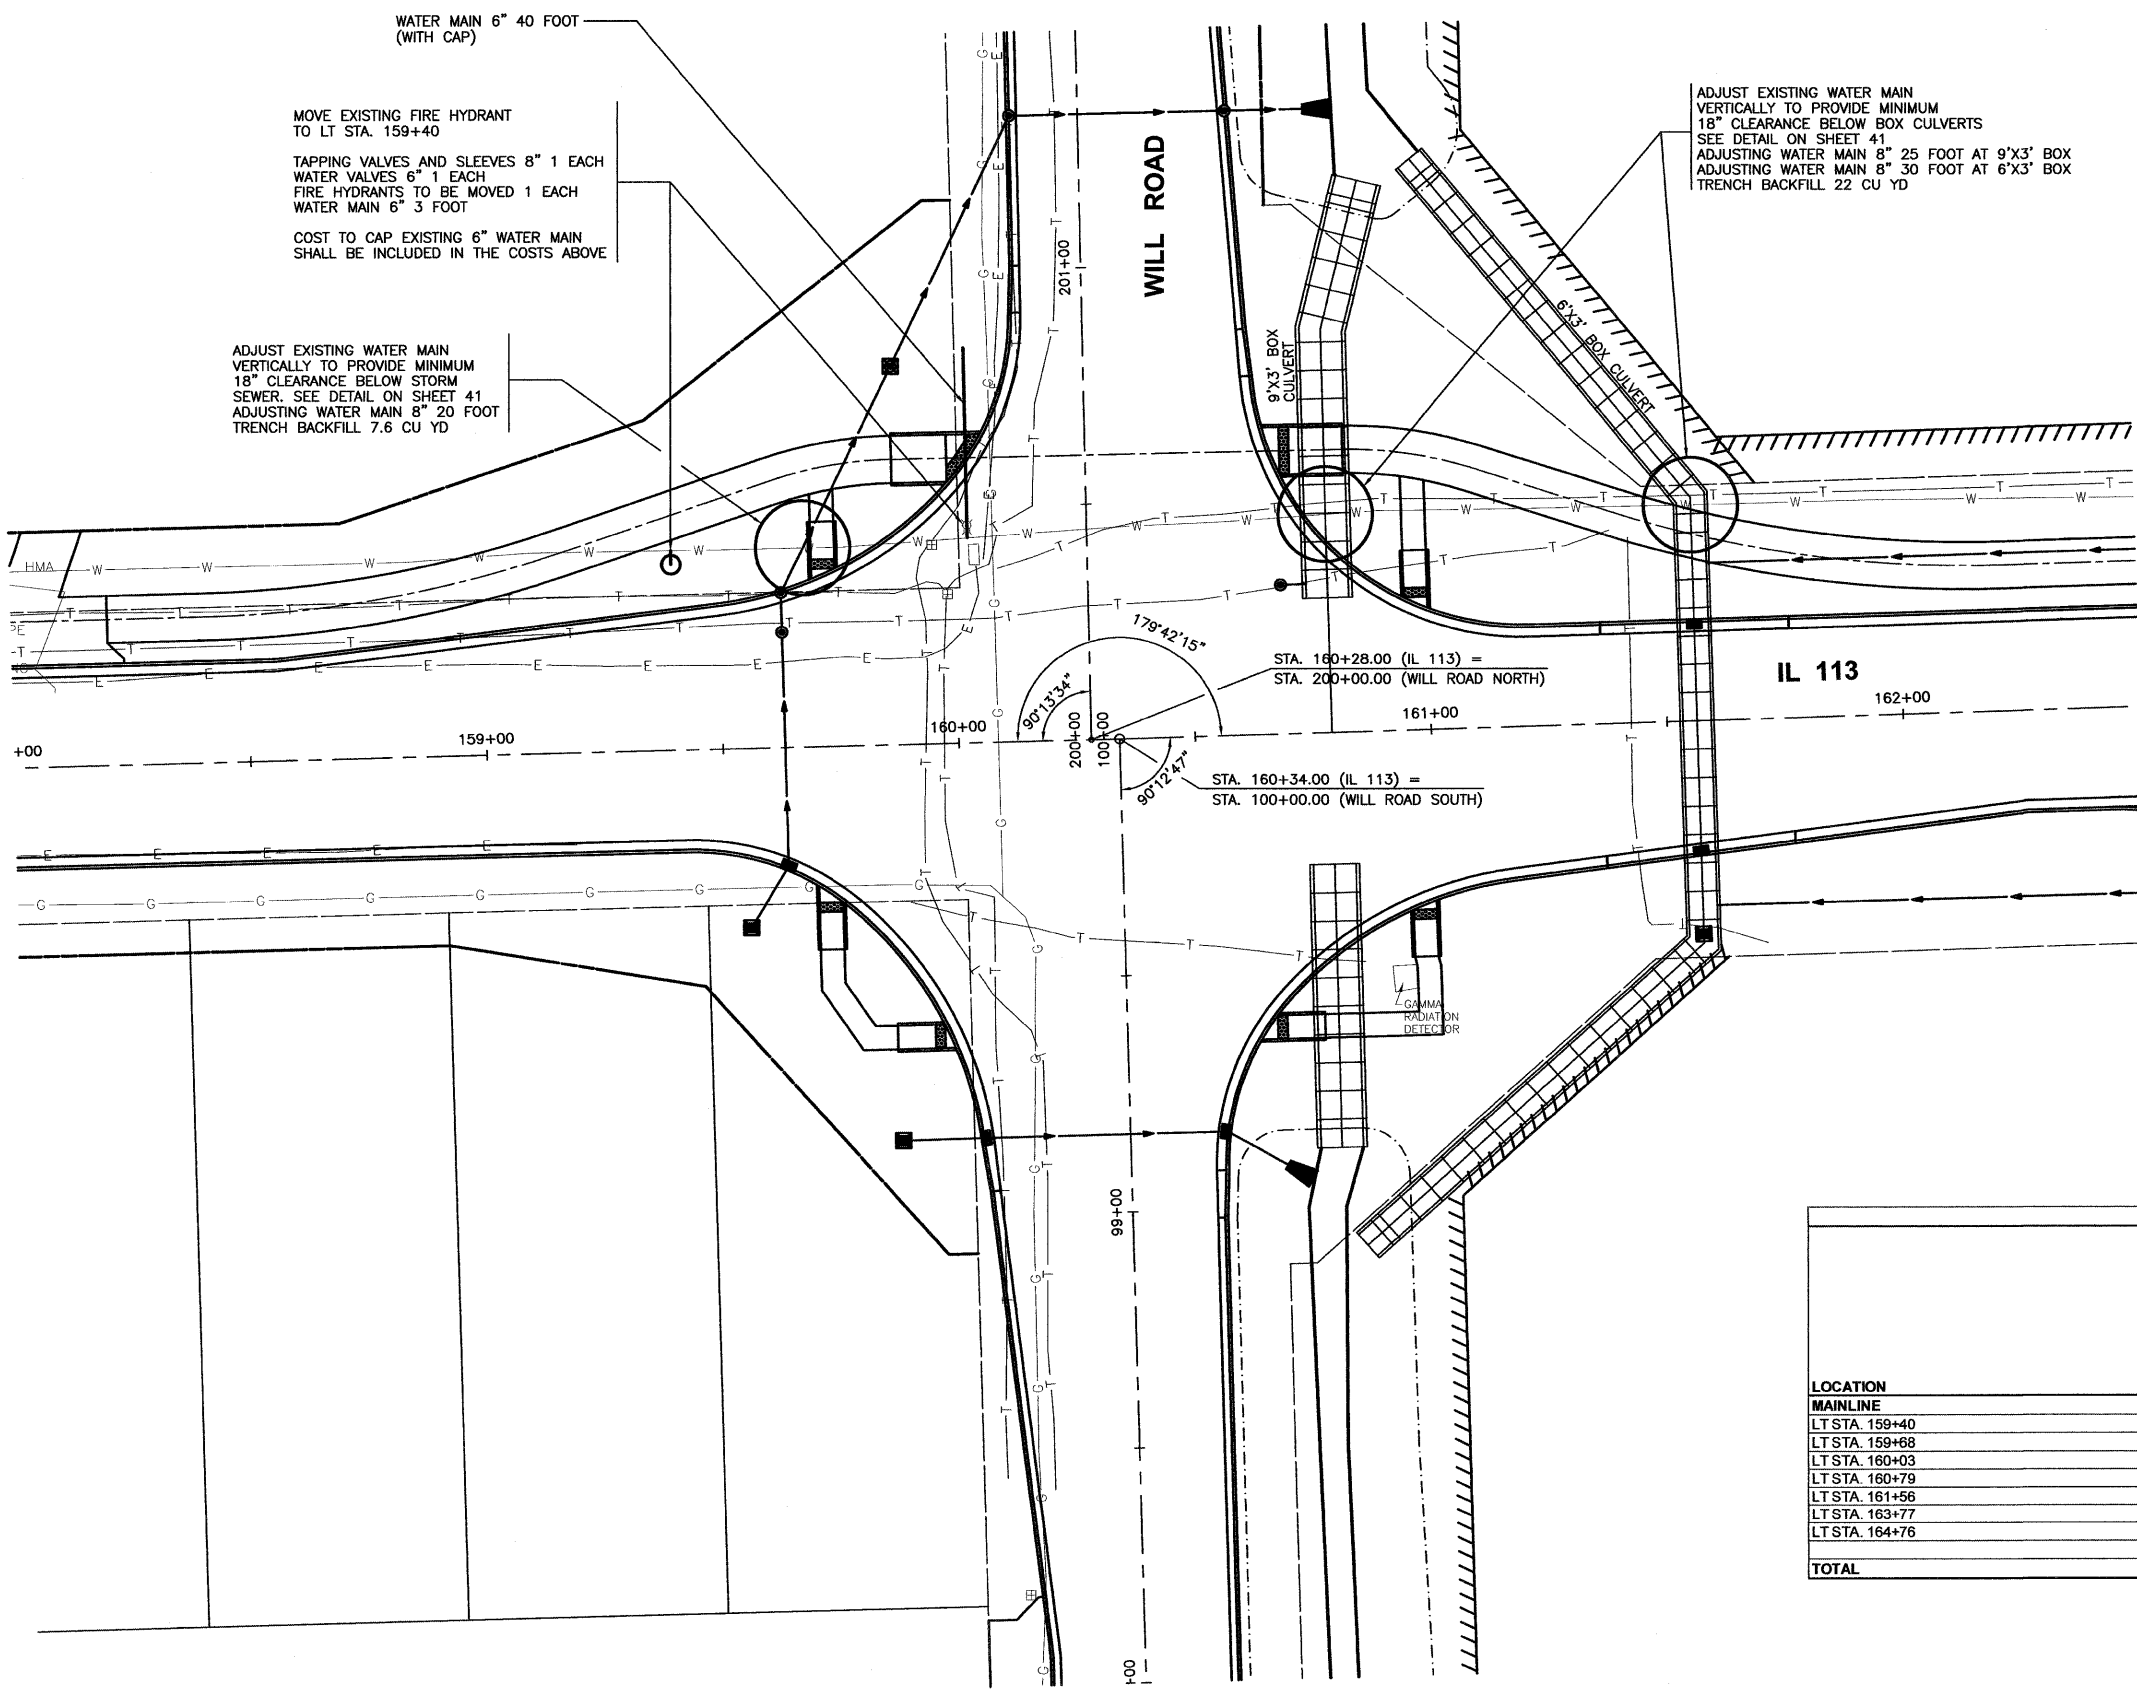 WATER MAIN 6" 40 FOOT
(WITH CAP)
MOVE EXISTING FIRE HYDRANT
TO LT STA. 159+40
TAPPING VALVES AND SLEEVES 8" 1 EACH
WATER VALVES 6" 1 EACH
FIRE HYDRANTS TO BE MOVED 1 EACH
WATER MAIN 6" 3 FOOT
COST TO CAP EXISTING 6" WATER MAIN
SHALL BE INCLUDED IN THE COSTS ABOVE
ADJUST EXISTING WATER MAIN
VERTICALLY TO PROVIDE MINIMUM
18" CLEARANCE BELOW STORM
SEWER. SEE DETAIL ON SHEET 41
ADJUSTING WATER MAIN 8" 20 FOOT
TRENCH BACKFILL 7.6 CU YD
ADJUST EXISTING WATER MAIN
VERTICALLY TO PROVIDE MINIMUM
18" CLEARANCE BELOW BOX CULVERTS
SEE DETAIL ON SHEET 41
ADJUSTING WATER MAIN 8" 25 FOOT AT 9'X3' BOX
ADJUSTING WATER MAIN 8" 30 FOOT AT 6'X3' BOX
TRENCH BACKFILL 22 CU YD
WILL ROAD
201+00
9'X3' BOX
CULVERT
6'X3' BOX CULVERT
HMA
179°42'15"
90°13'34"
STA. 160+28.00 (IL 113) =
STA. 200+00.00 (WILL ROAD NORTH)
IL 113
+00
159+00
160+00
200+00
100+00
161+00
162+00
90°12'47"
STA. 160+34.00 (IL 113) =
STA. 100+00.00 (WILL ROAD SOUTH)
GAMMA
RADIATION
DETECTOR
99+00
+00
LOCATION
MAINLINE
LT STA. 159+40
LT STA. 159+68
LT STA. 160+03
LT STA. 160+79
LT STA. 161+56
LT STA. 163+77
LT STA. 164+76
TOTAL